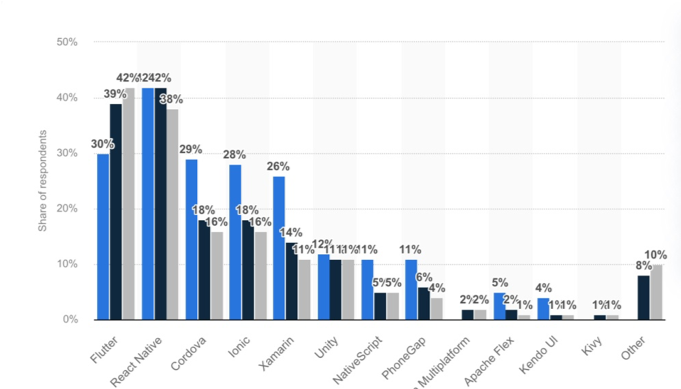 50%
40%
30%
20%
10%
0%
Share of respondents
30% 39% 42%
42% 42% 38%
29% 18% 16%
28% 18% 16%
26% 14% 11%
12% 11% 11%
11% 5% 5%
11% 6% 4%
2% 2%
5% 2% 1%
4% 1% 1%
1% 1%
8% 10%
Flutter
React Native
Cordova
Ionic
Xamarin
Unity
NativeScript
PhoneGap
Multiplatform
Apache Flex
Kendo UI
Kivy
Other